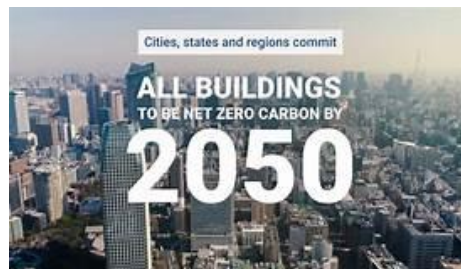 Cities, states and regions commit
ALL BUILDINGS
TO BE NET ZERO CARBON BY
2050